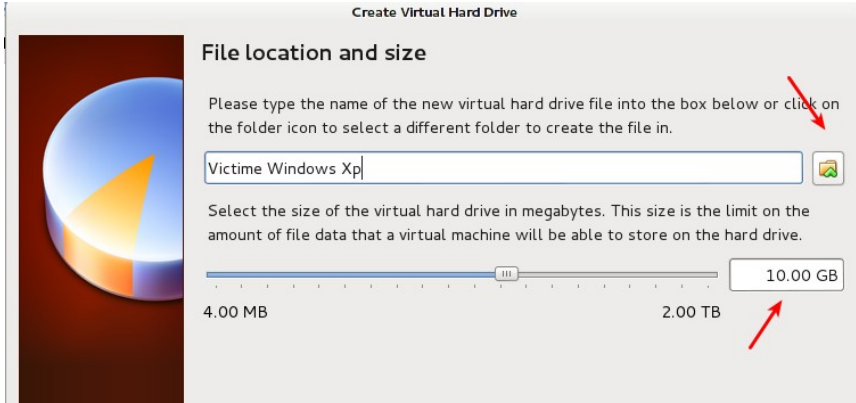 Create Virtual Hard Drive
File location and size
Please type the name of the new virtual hard drive file into the box below or click on
the folder icon to select a different folder to create the file in.
Victime Windows Xp
Select the size of the virtual hard drive in megabytes. This size is the limit on the
amount of file data that a virtual machine will be able to store on the hard drive.
10.00 GB
4.00 MB 2.00 TB